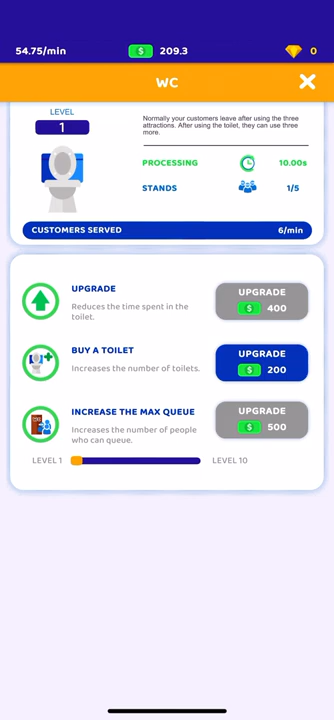 54.75/min
$ 209.3
0
WC
LEVEL
1
Normally your customers leave after using the three
attractions. After using the toilet, they can use three
more.
PROCESSING 10.00s
STANDS 1/5
CUSTOMERS SERVED 6/min
UPGRADE
Reduces the time spent in the
toilet.
UPGRADE
$ 400
BUY A TOILET
Increases the number of toilets.
UPGRADE
$ 200
INCREASE THE MAX QUEUE
Increases the number of people
who can queue.
UPGRADE
$ 500
LEVEL 1 LEVEL 10